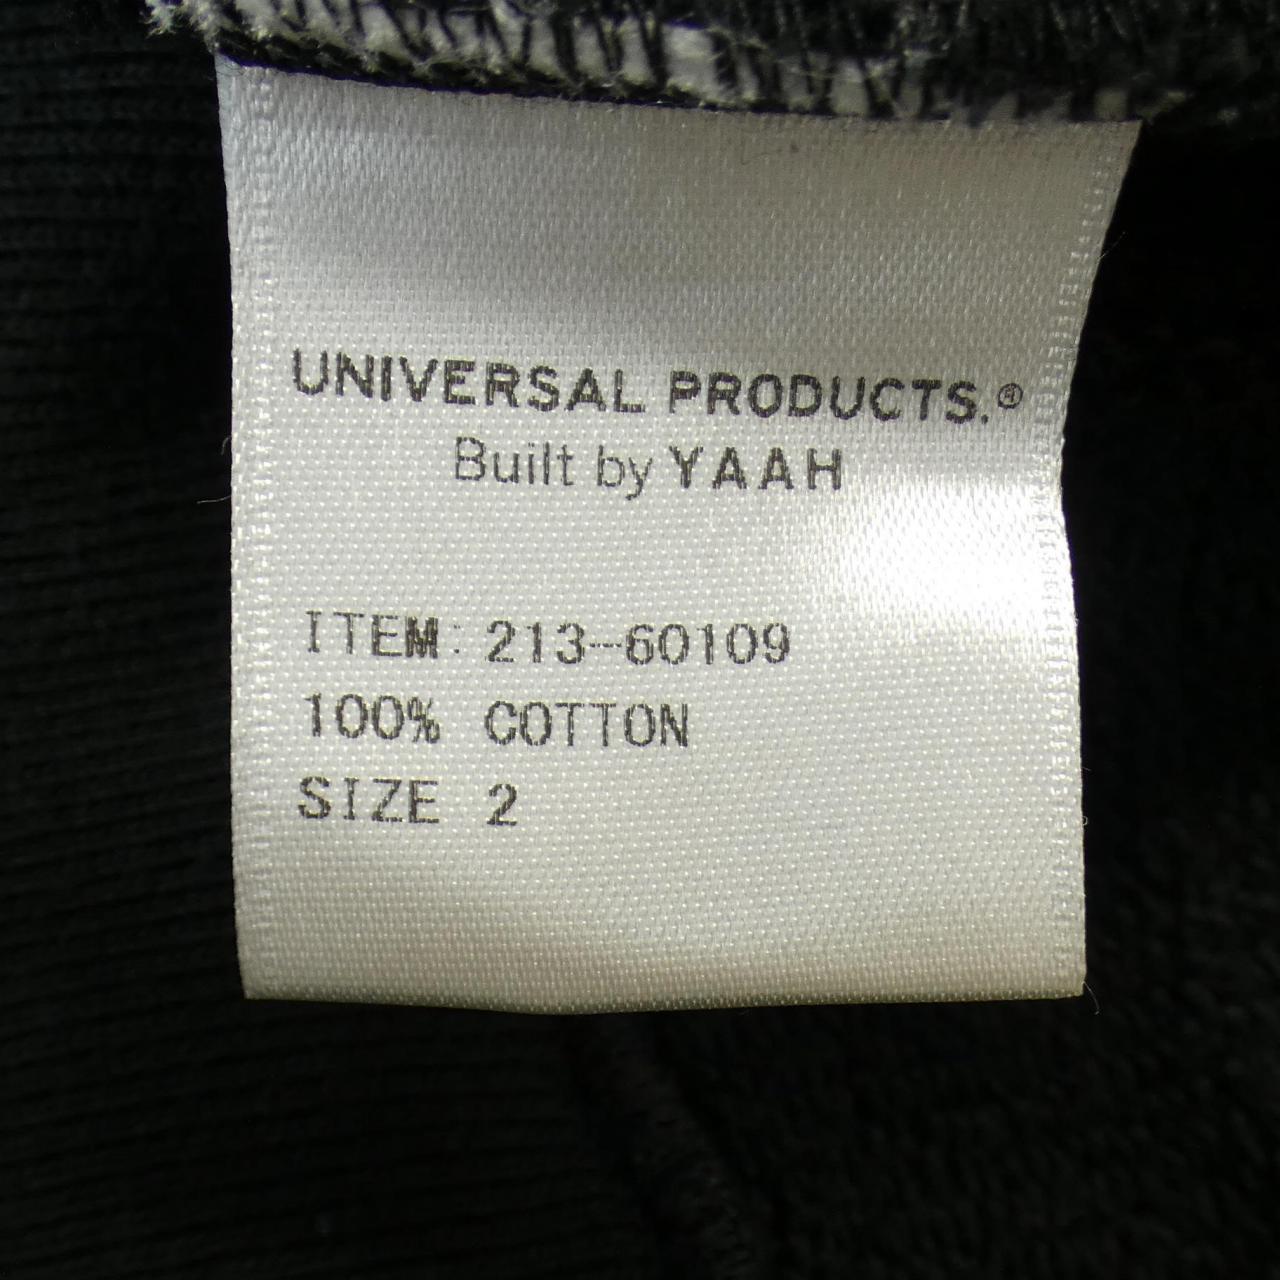 UNIVERSAL PRODUCTS.®
Built by YAAH
ITEM: 213-60109
100% COTTON
SIZE 2